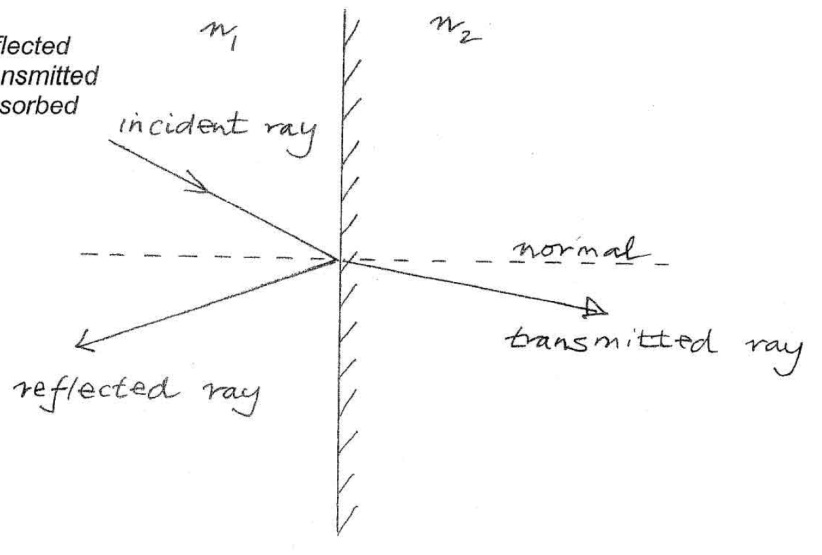 n₁
n₂
flected
nsmitted
sorbed
incident ray
normal
transmitted ray
reflected ray